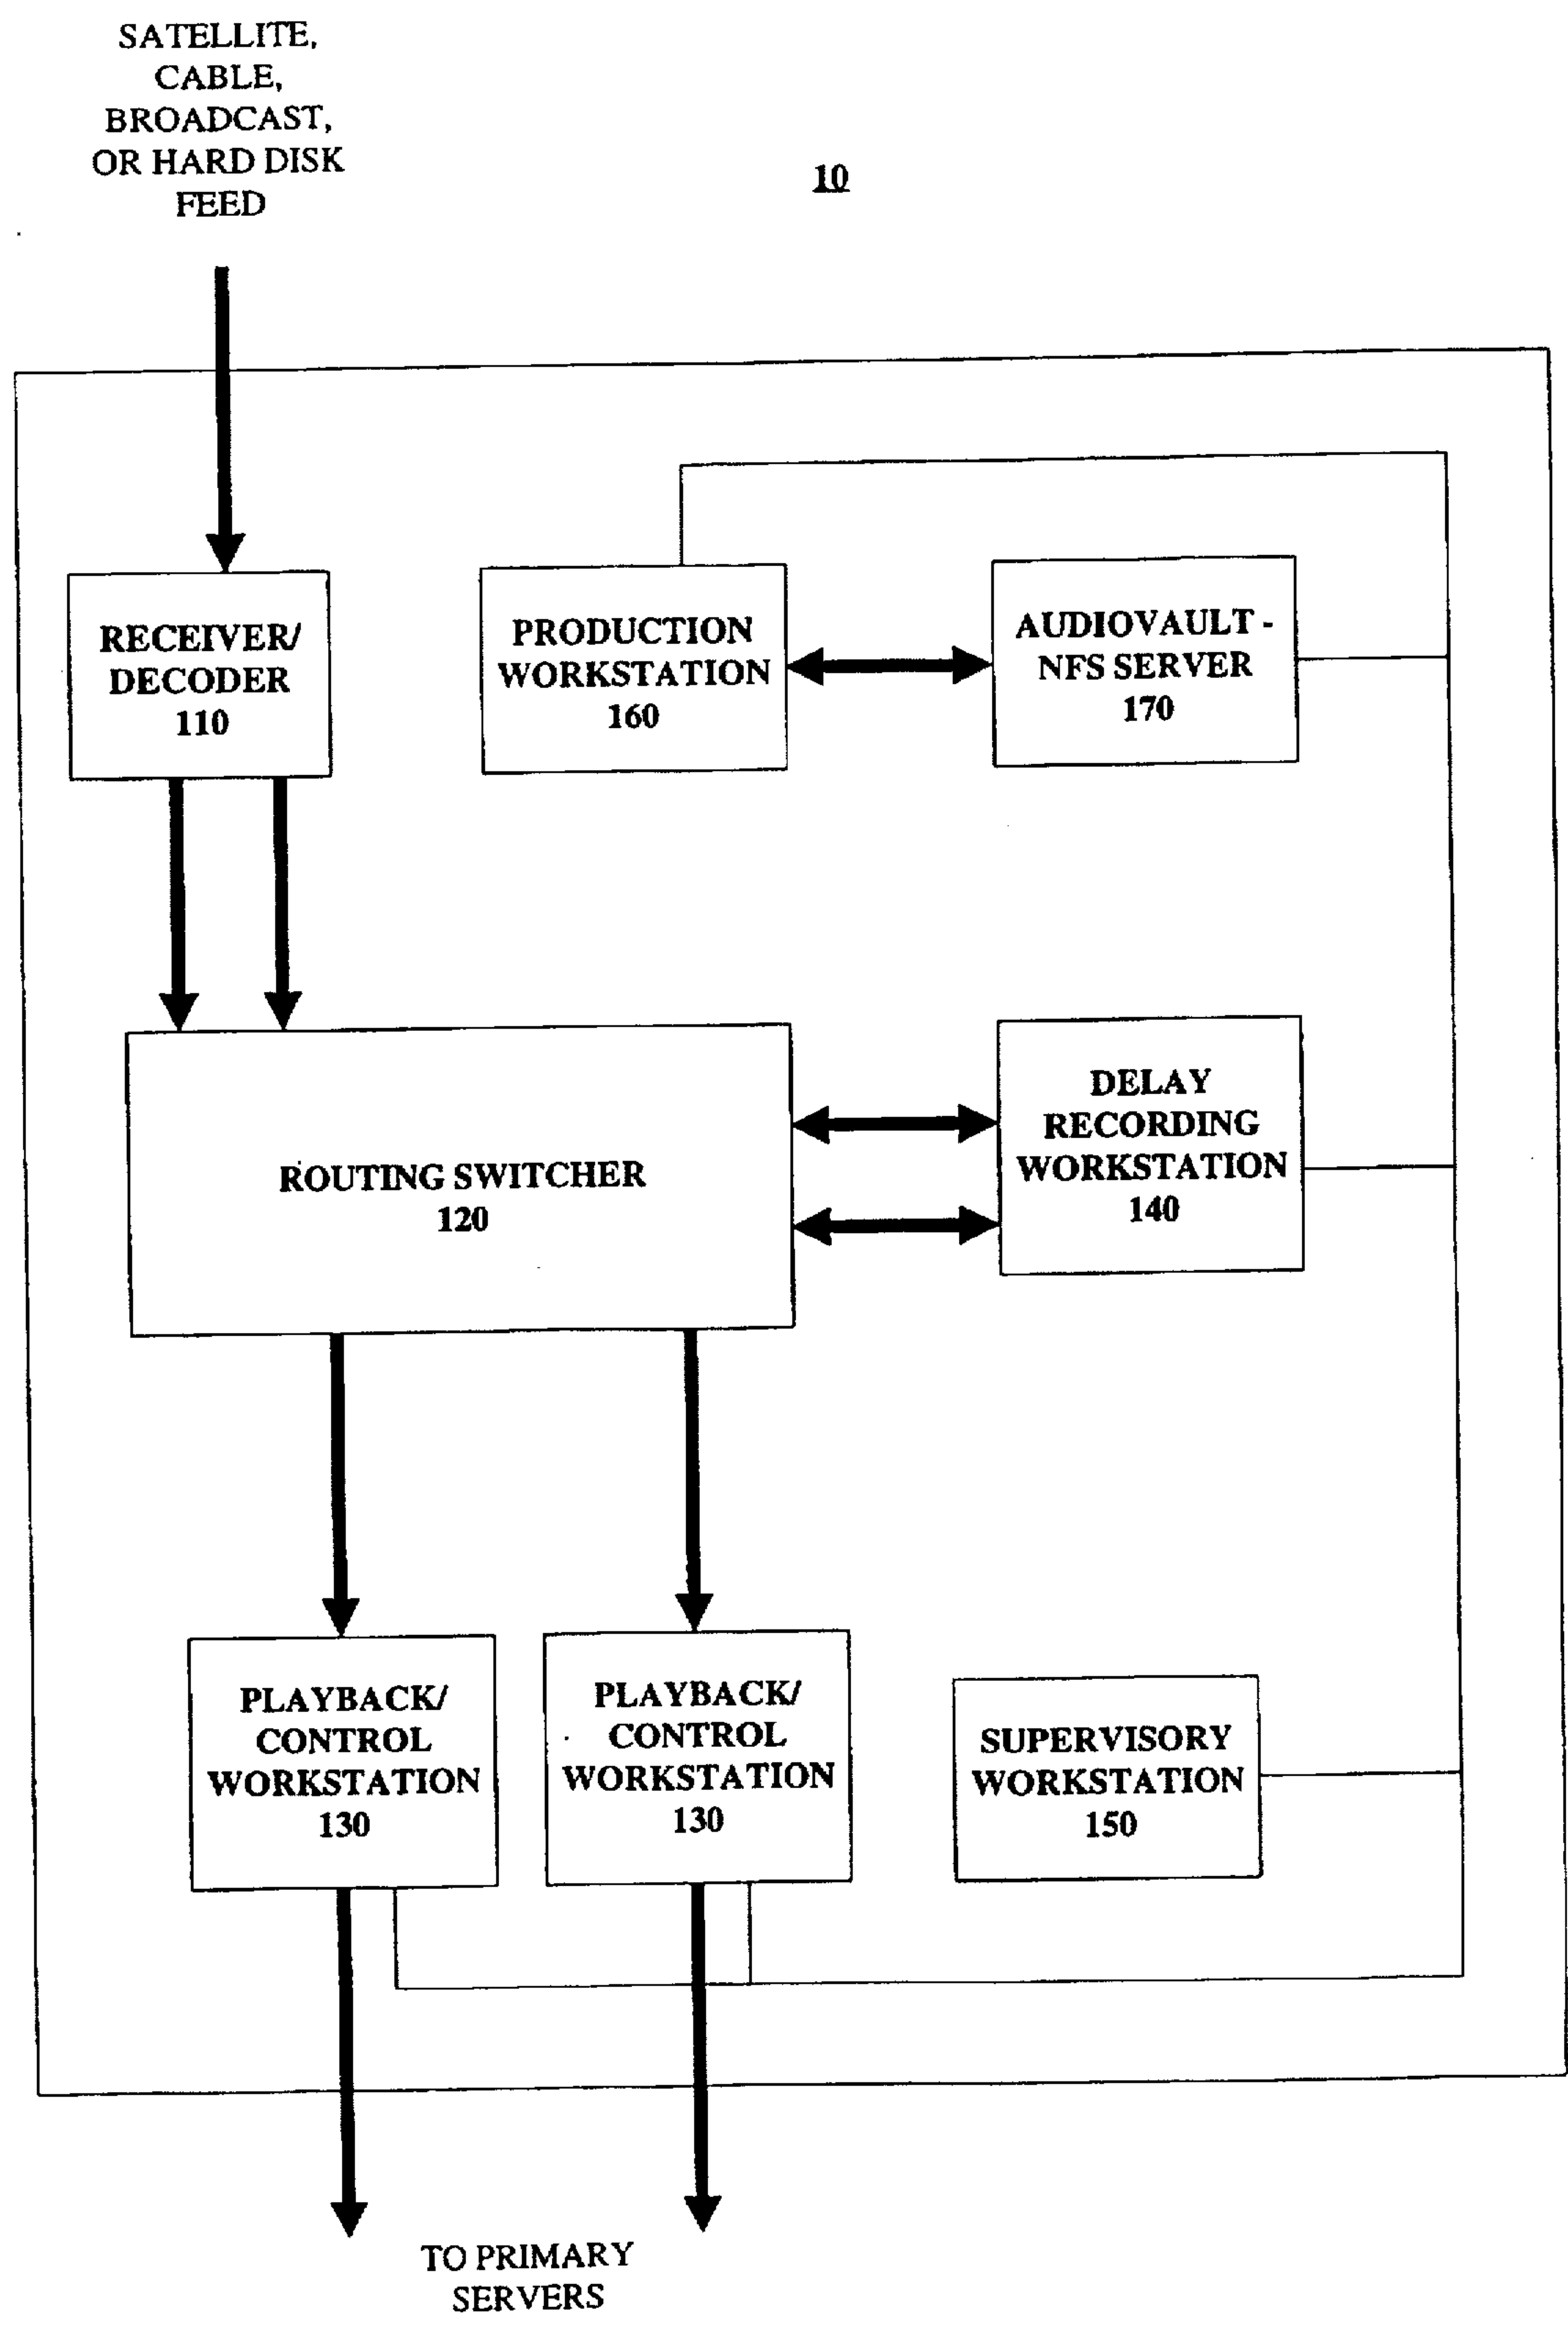 SATELLITE,
CABLE,
BROADCAST,
OR HARD DISK
FEED
10
RECEIVER/
DECODER
110
PRODUCTION
WORKSTATION
160
AUDIOVAULT -
NFS SERVER
170
ROUTING SWITCHER
120
DELAY
RECORDING
WORKSTATION
140
PLAYBACK/
CONTROL
WORKSTATION
130
PLAYBACK/
CONTROL
WORKSTATION
130
SUPERVISORY
WORKSTATION
150
TO PRIMARY
SERVERS